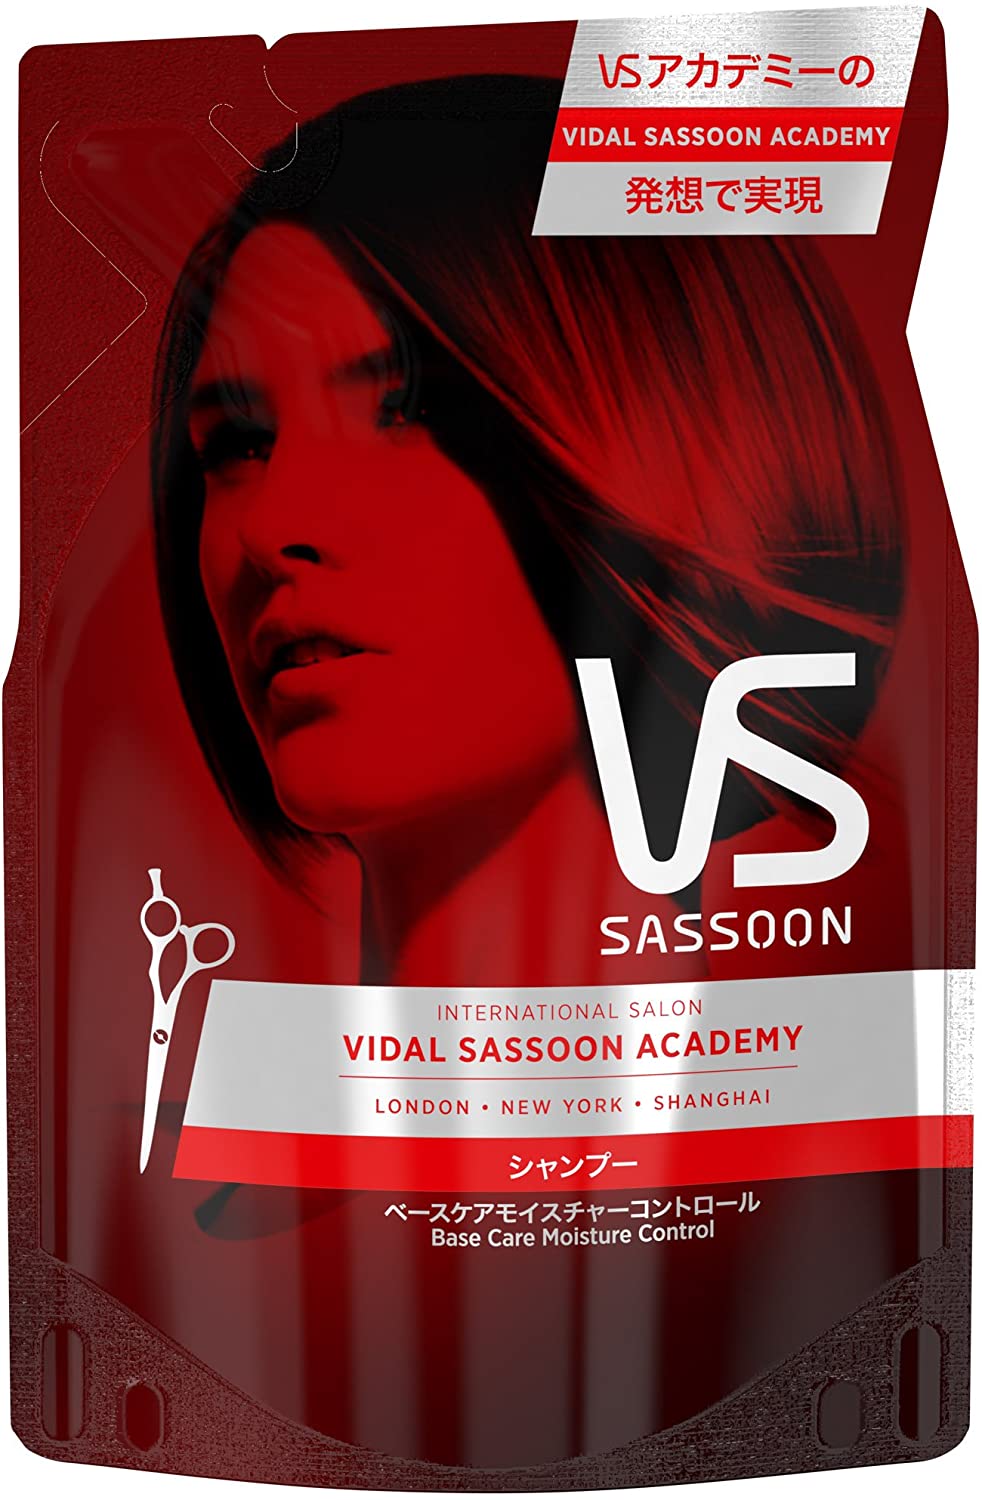 VSアカデミーの
VIDAL SASSOON ACADEMY
発想で実現
VS
SASSOON
INTERNATIONAL SALON
VIDAL SASSOON ACADEMY
LONDON • NEW YORK • SHANGHAI
シャンプー
ベースケアモイスチャーコントロール
Base Care Moisture Control